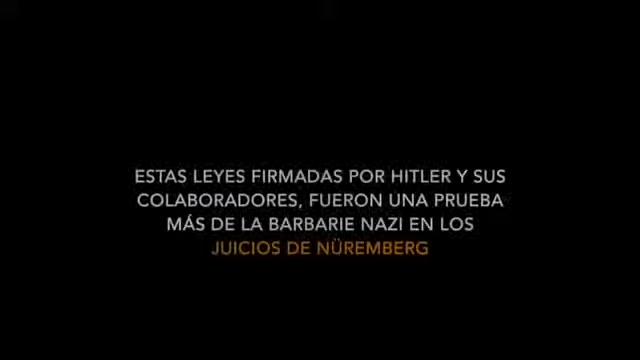 ESTAS LEYES FIRMADAS POR HITLER Y SUS
COLABORADORES, FUERON UNA PRUEBA
MÁS DE LA BARBARIE NAZI EN LOS
JUICIOS DE NÜREMBERG